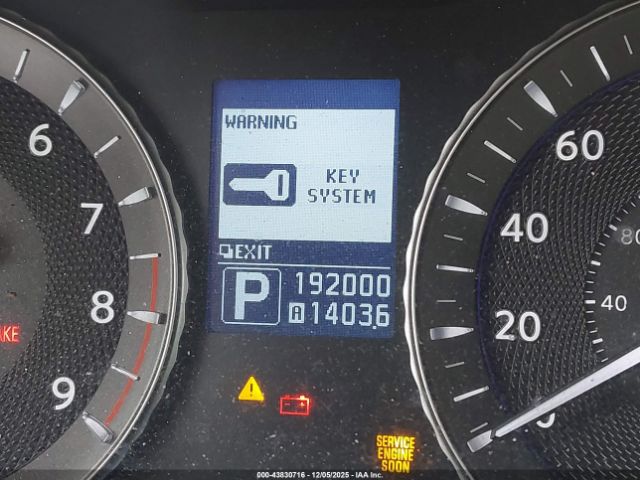 WARNING
KEY
SYSTEM
EXIT
P
192000
A 1403.6
6
7
8
9
AKE
60
40
20
80
40
SERVICE
ENGINE
SOON
000-43830716 - 12/05/2025 - IAAI Inc.